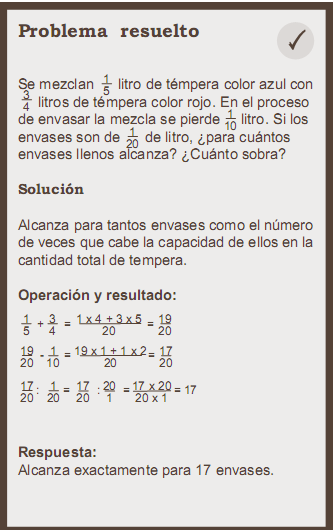 Problema resuelto
✓
Se mezclan 1/5 litro de témpera color azul con
3/4 litros de témpera color rojo. En el proceso
de envasar la mezcla se pierde 1/10 litro. Si los
envases son de 1/20 de litro, ¿para cuántos
envases llenos alcanza? ¿Cuánto sobra?
Solución
Alcanza para tantos envases como el número
de veces que cabe la capacidad de ellos en la
cantidad total de tempera.
Operación y resultado:
1/5 + 3/4 = 1 x 4 + 3 x 5/20 = 19/20
19/20 - 1/10 = 19 x 1 + 1 x 2/20 = 17/20
17/20 : 1/20 = 17/20 : 20/1 = 17 x 20/20 x 1 = 17
Respuesta:
Alcanza exactamente para 17 envases.